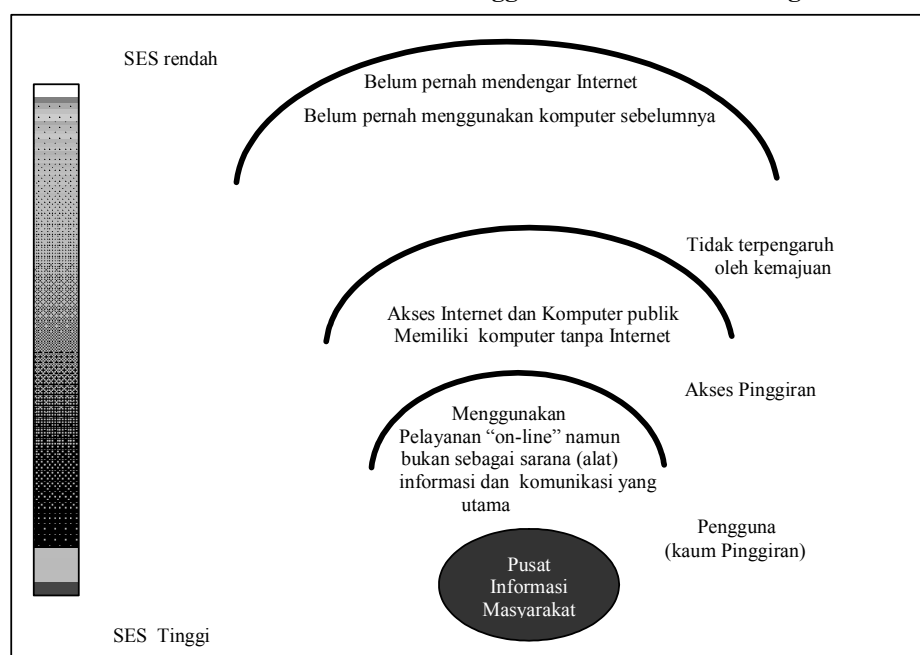 SES rendah
Belum pernah mendengar Internet
Belum pernah menggunakan komputer sebelumnya
Tidak terpengaruh
oleh kemajuan
Akses Internet dan Komputer publik
Memiliki komputer tanpa Internet
Akses Pinggiran
Menggunakan
Pelayanan “on-line” namun
bukan sebagai sarana (alat)
informasi dan komunikasi yang
utama
Pengguna
(kaum Pinggiran)
Pusat
Informasi
Masyarakat
SES Tinggi